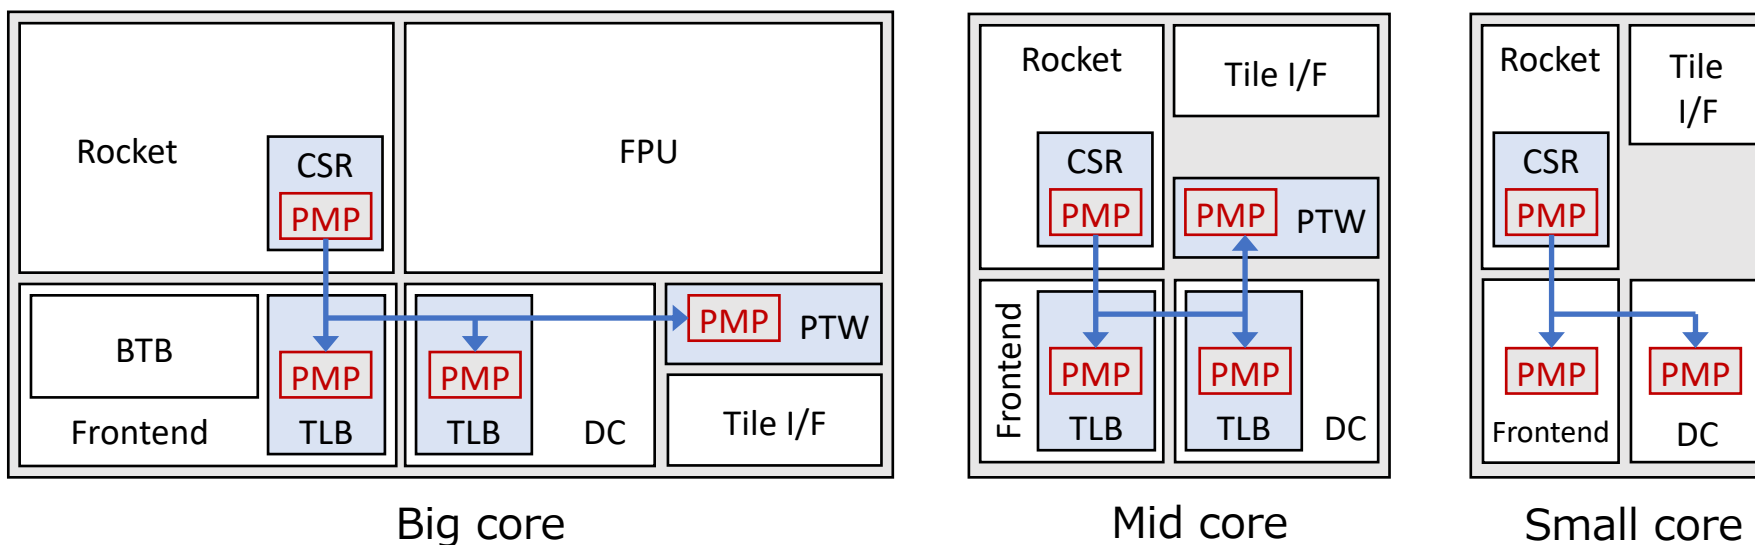 Rocket
CSR
PMP
FPU
BTB
Frontend
PMP
TLB
PMP
TLB
DC
PMP
PTW
Tile I/F
Big core
Rocket
CSR
PMP
Tile I/F
PMP
PTW
Frontend
PMP
TLB
PMP
TLB
DC
Mid core
Rocket
CSR
PMP
Tile
I/F
PMP
Frontend
PMP
DC
Small core